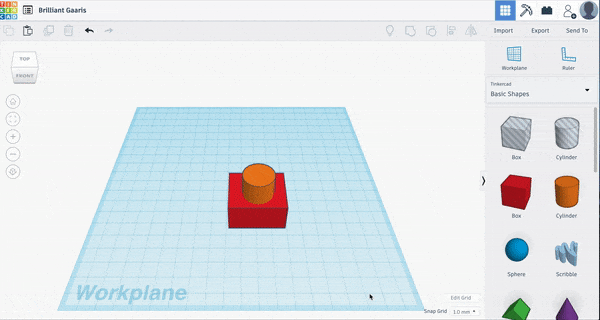 TIN
KER
CAD
Brilliant Gaaris
Import
Export
Send To
TOP
FRONT
Workplane
Ruler
Tinkercad
Basic Shapes
Box
Cylinder
Box
Cylinder
Sphere
Scribble
Workplane
Edit Grid
Snap Grid
1.0 mm